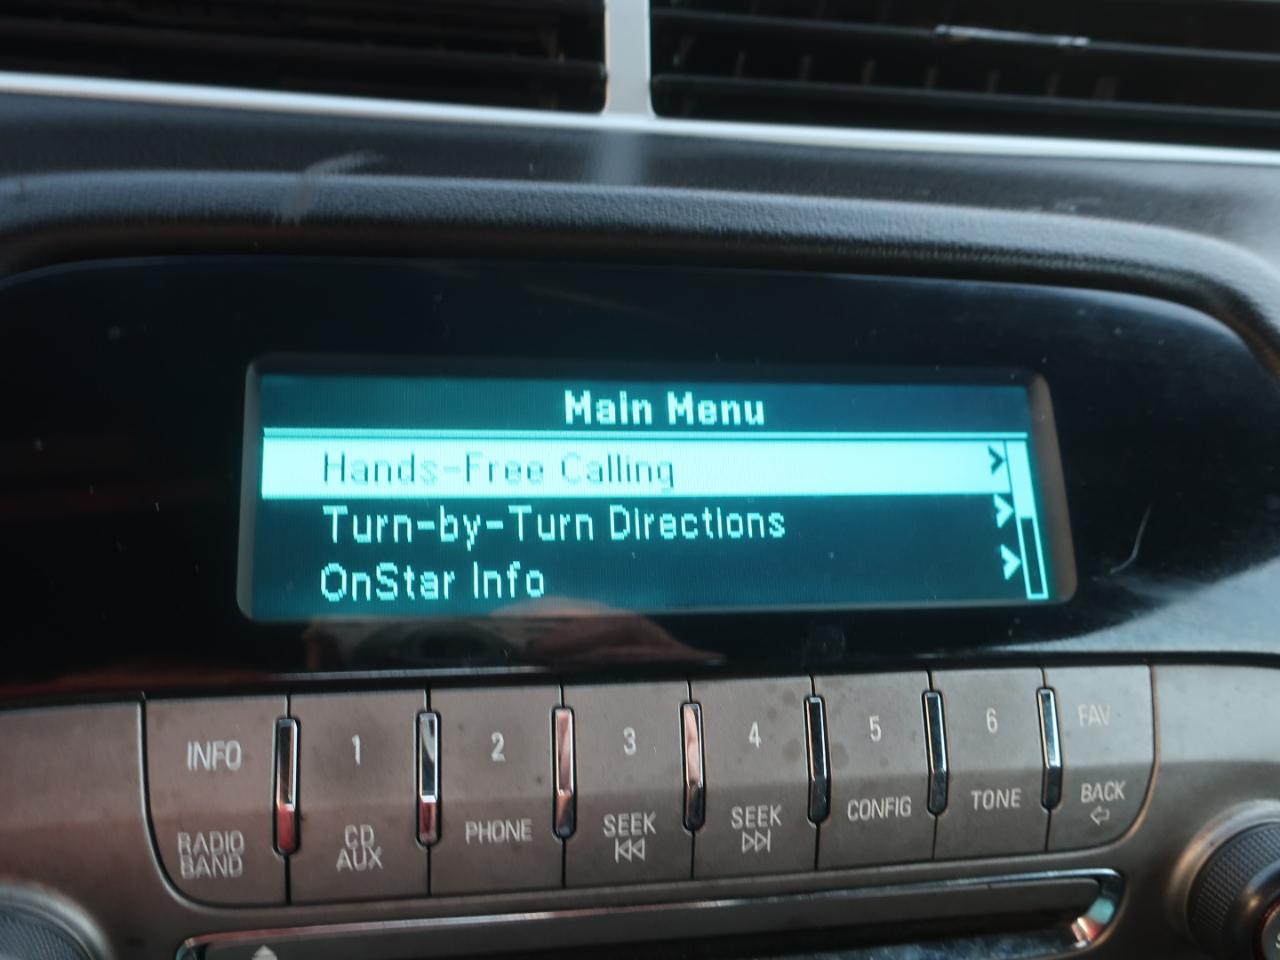 Main Menu
Hands-Free Calling >
Turn-by-Turn Directions >
OnStar Info >
INFO 1 2 3 4 5 6 FAV
RADIO BAND CD AUX PHONE SEEK SEEK CONFIG TONE BACK